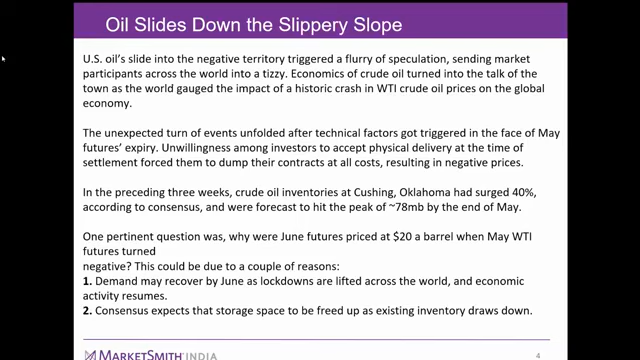 Oil Slides Down the Slippery Slope
U.S. oil's slide into the negative territory triggered a flurry of speculation, sending market
participants across the world into a tizzy. Economics of crude oil turned into the talk of the
town as the world gauged the impact of a historic crash in WTI crude oil prices on the global
economy.
The unexpected turn of events unfolded after technical factors got triggered in the face of May
futures' expiry. Unwillingness among investors to accept physical delivery at the time of
settlement forced them to dump their contracts at all costs, resulting in negative prices.
In the preceding three weeks, crude oil inventories at Cushing, Oklahoma had surged 40%,
according to consensus, and were forecast to hit the peak of ~78mb by the end of May.
One pertinent question was, why were June futures priced at $20 a barrel when May WTI
futures turned
negative? This could be due to a couple of reasons:
1. Demand may recover by June as lockdowns are lifted across the world, and economic
activity resumes.
2. Consensus expects that storage space to be freed up as existing inventory draws down.
MARKETSMITH INDIA
4